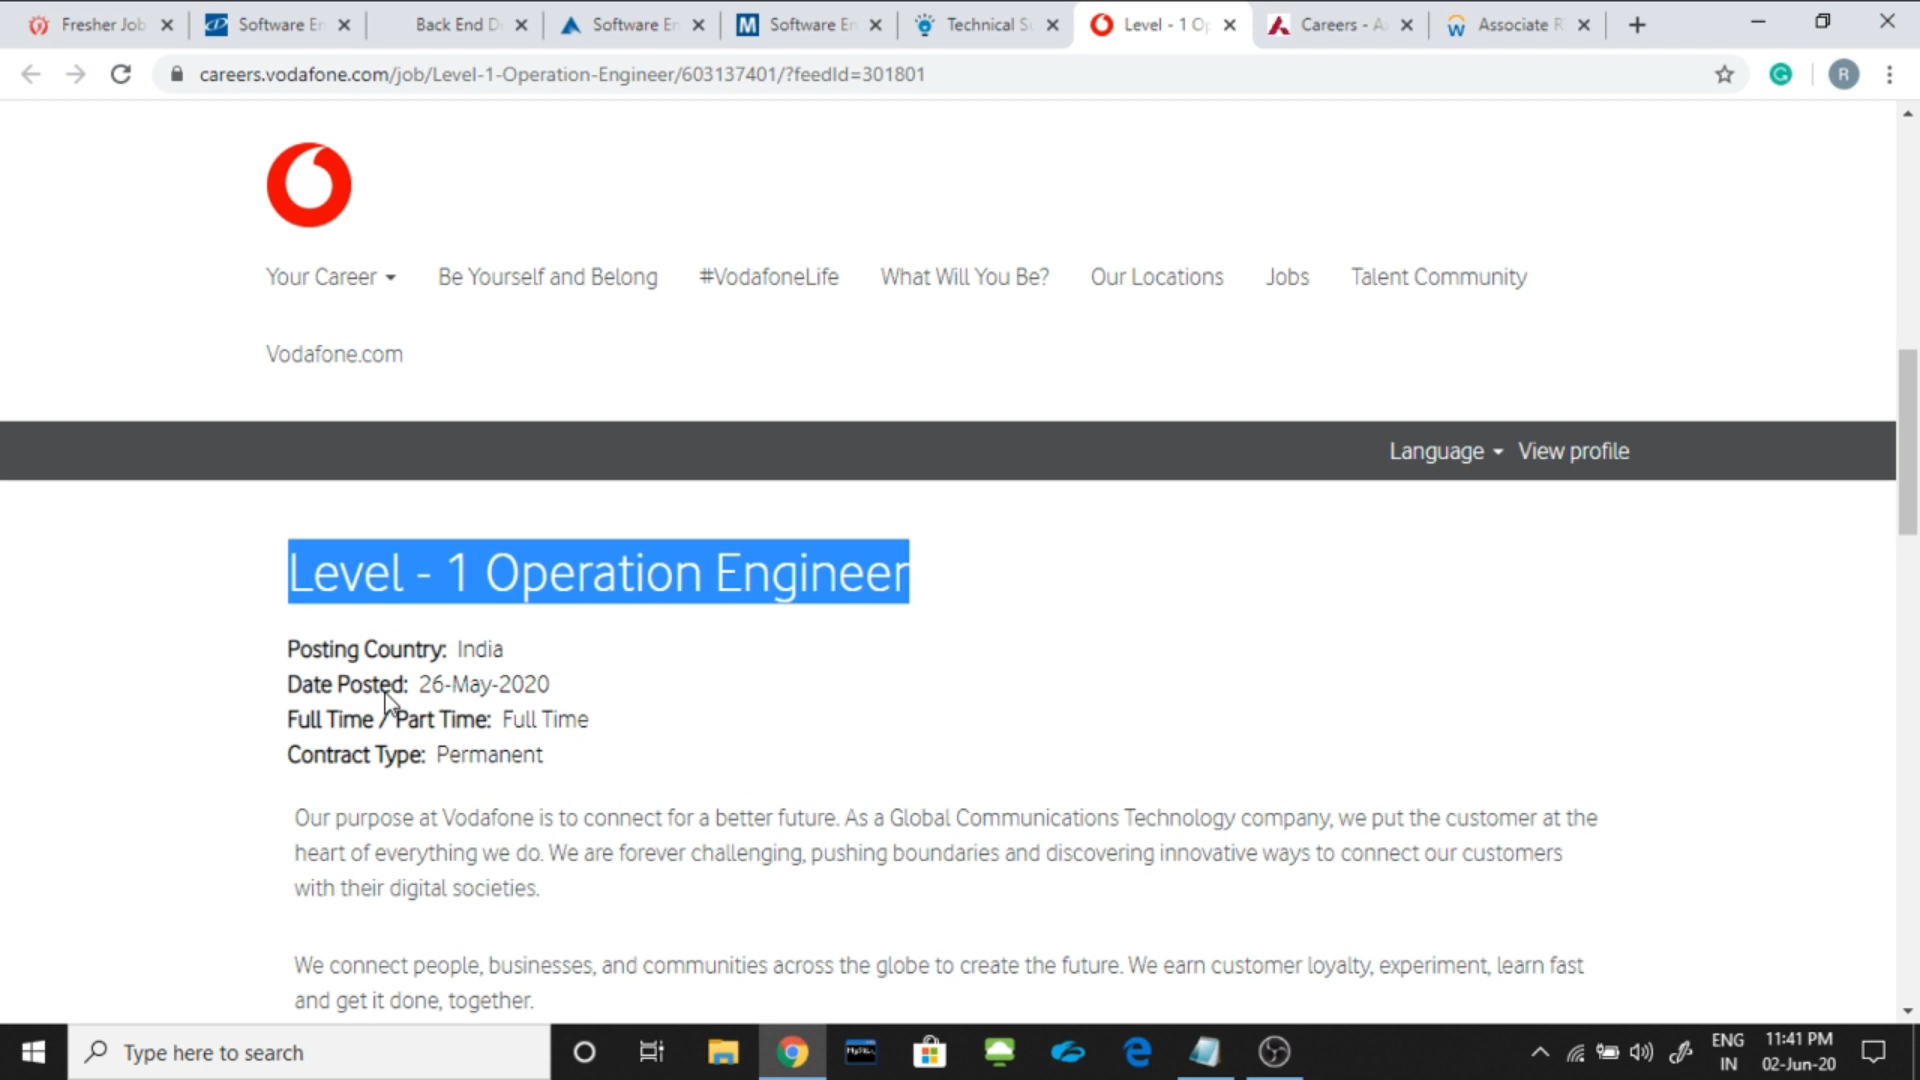 Fresher Job
Software En
Back End D
Software En
Software En
Technical Su
Level - 1 Op
Careers - A
Associate R
careers.vodafone.com/job/Level-1-Operation-Engineer/603137401/?feedId=301801
R
Your Career
Be Yourself and Belong
#VodafoneLife
What Will You Be?
Our Locations
Jobs
Talent Community
Vodafone.com
Language
View profile
Level - 1 Operation Engineer
Posting Country: India
Date Posted: 26-May-2020
Full Time / Part Time: Full Time
Contract Type: Permanent
Our purpose at Vodafone is to connect for a better future. As a Global Communications Technology company, we put the customer at the
heart of everything we do. We are forever challenging, pushing boundaries and discovering innovative ways to connect our customers
with their digital societies.
We connect people, businesses, and communities across the globe to create the future. We earn customer loyalty, experiment, learn fast
and get it done, together.
Type here to search
ENG
IN
11:41 PM
02-Jun-20